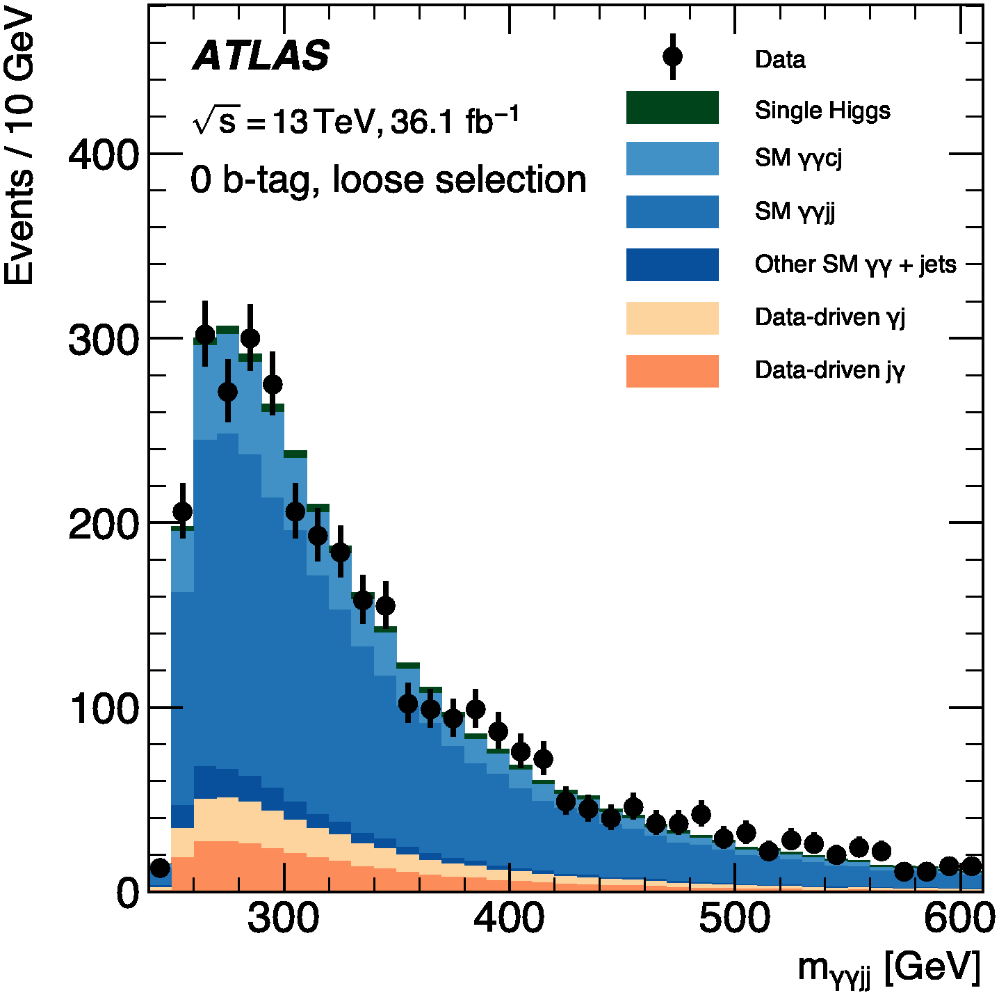 Events / 10 GeV
ATLAS
√s = 13 TeV, 36.1 fb⁻¹
0 b-tag, loose selection
Data
Single Higgs
SM γγcj
SM γγjj
Other SM γγ + jets
Data-driven γj
Data-driven jγ
400
300
200
100
0
300 400 500 600
m_γγjj [GeV]